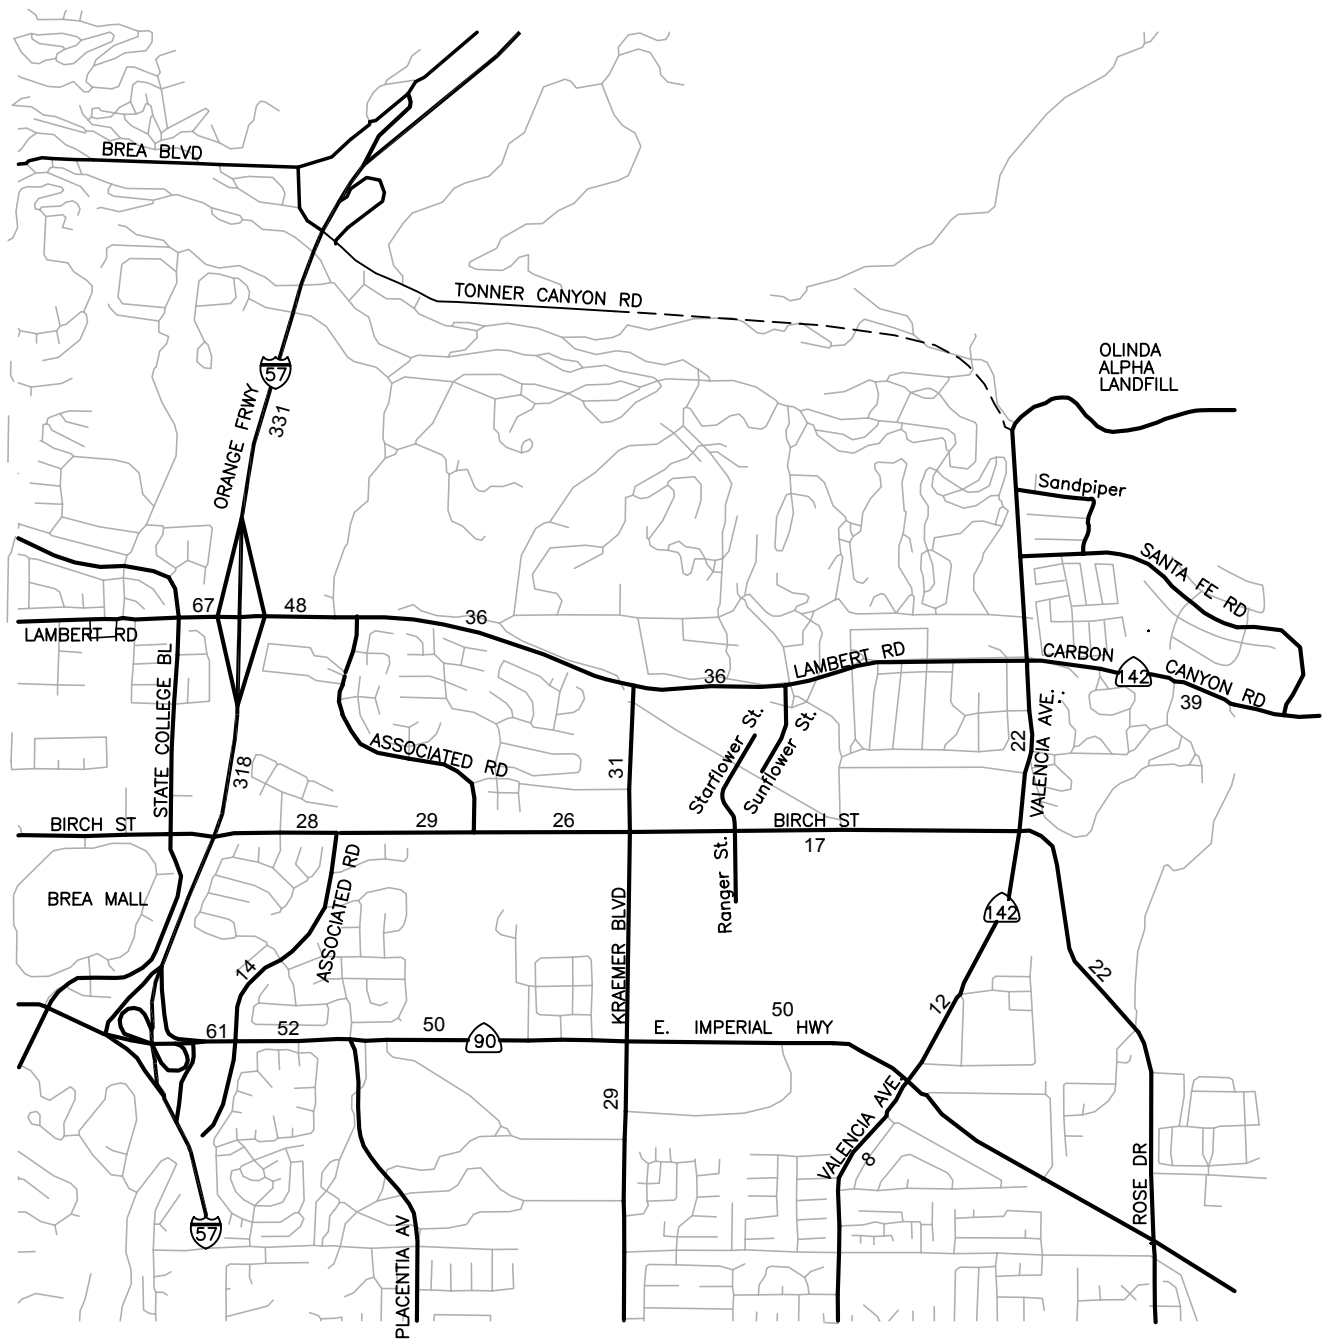 BREA BLVD
TONNER CANYON RD
OLINDA
ALPHA
LANDFILL
57
ORANGE FRWY
331
Sandpiper
SANTA FE RD
67
48
36
LAMBERT RD
STATE COLLEGE BL
36
LAMBERT RD
CARBON
142
CANYON RD
39
VALENCIA AVE.
22
ASSOCIATED RD
318
31
Starflower St.
Sunflower St.
BIRCH ST
28
29
26
BIRCH ST
17
BREA MALL
ASSOCIATED RD
14
KRAEMER BLVD
Ranger St.
142
12
22
61
52
50
90
E. IMPERIAL HWY
50
29
VALENCIA AVE.
8
ROSE DR
57
PLACENTIA AV